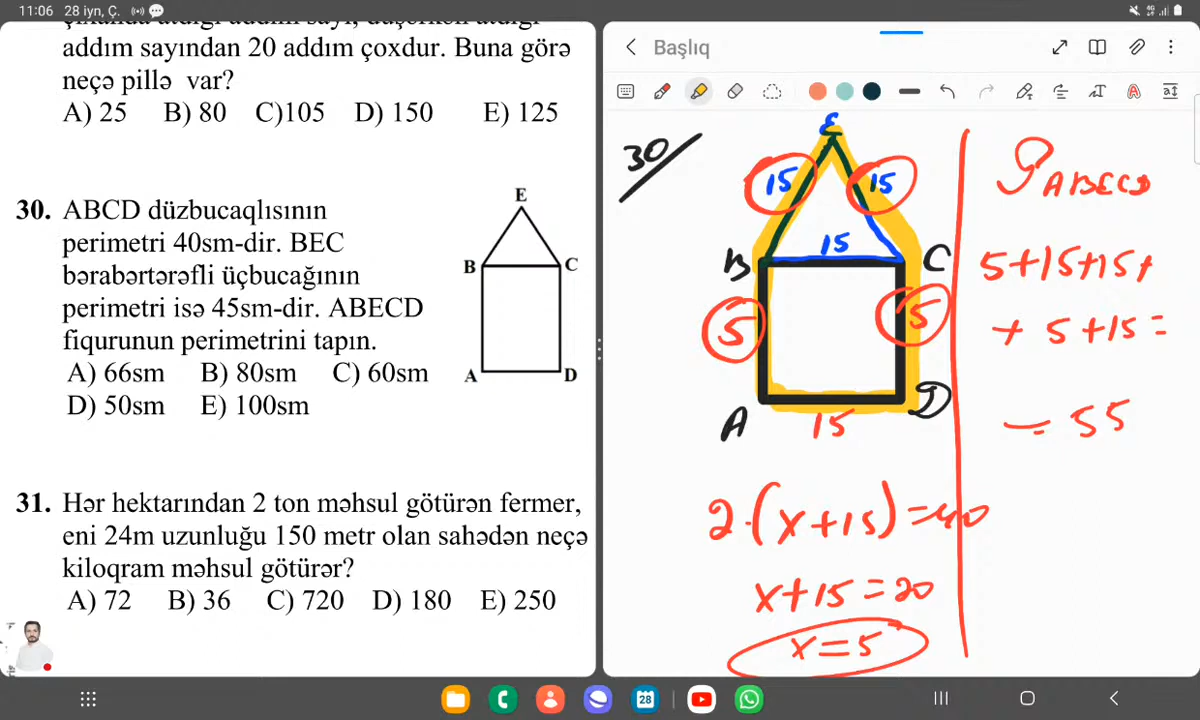 11:06 28 iyn, Ç.
addım sayından 20 addım çoxdur. Buna görə
neçə pillə var?
A) 25 B) 80 C)105 D) 150 E) 125
30. ABCD düzbucaqlısının
perimetri 40sm-dir. BEC
bərabərtərəfli üçbucağının
perimetri isə 45sm-dir. ABECD
fiqurunun perimetrini tapın.
A) 66sm B) 80sm C) 60sm
D) 50sm E) 100sm
E
B C
A D
31. Hər hektarından 2 ton məhsul götürən fermer,
eni 24m uzunluğu 150 metr olan sahədən neçə
kiloqram məhsul götürər?
A) 72 B) 36 C) 720 D) 180 E) 250
Başlıq
30
E
15 15
15
B C
5 5
A D
15
2·(x+15)=40
x+15=20
x=5
P ABECD
5+15+15+
+ 5+15=
= 55
28